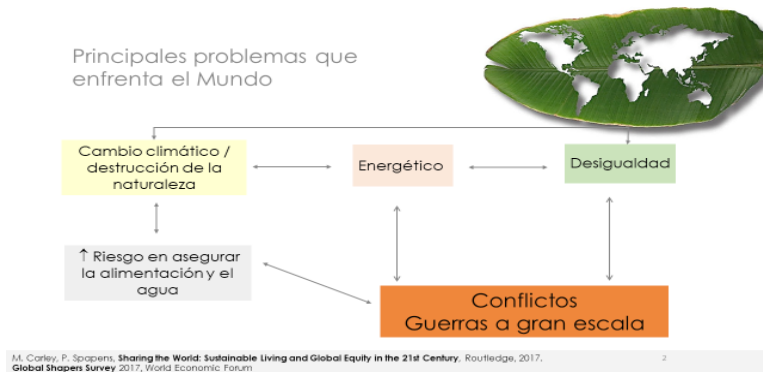 Principales problemas que
enfrenta el Mundo
Cambio climático /
destrucción de la
naturaleza
Energético
Desigualdad
↑ Riesgo en asegurar
la alimentación y el
agua
Conflictos
Guerras a gran escala
M. Carley, P. Spapens, Sharing the World: Sustainable Living and Global Equity in the 21st Century, Routledge, 2017.
2
Global Shapers Survey 2017, World Economic Forum